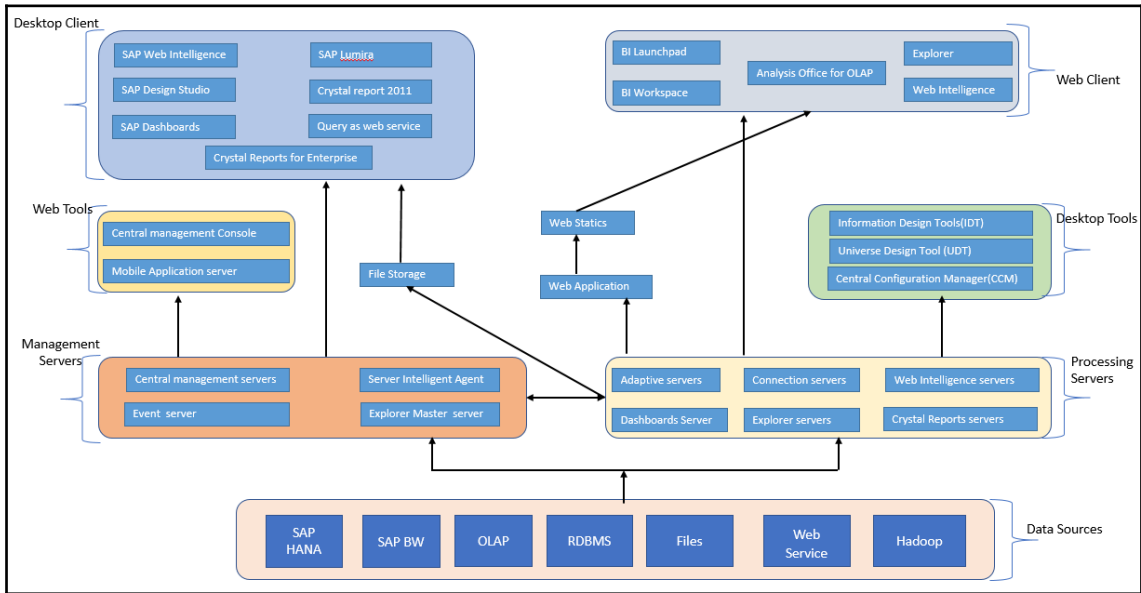 Desktop Client
SAP Web Intelligence
SAP Lumira
SAP Design Studio
Crystal report 2011
SAP Dashboards
Query as web service
Crystal Reports for Enterprise
BI Launchpad
Explorer
Analysis Office for OLAP
BI Workspace
Web Intelligence
Web Client
Web Tools
Central management Console
Mobile Application server
File Storage
Web Statics
Web Application
Desktop Tools
Information Design Tools(IDT)
Universe Design Tool (UDT)
Central Configuration Manager(CCM)
Management
Servers
Central management servers
Server Intelligent Agent
Event  server
Explorer Master  server
Processing
Servers
Adaptive servers
Connection servers
Web Intelligence servers
Dashboards Server
Explorer servers
Crystal Reports servers
SAP
HANA
SAP BW
OLAP
RDBMS
Files
Web
Service
Hadoop
Data Sources